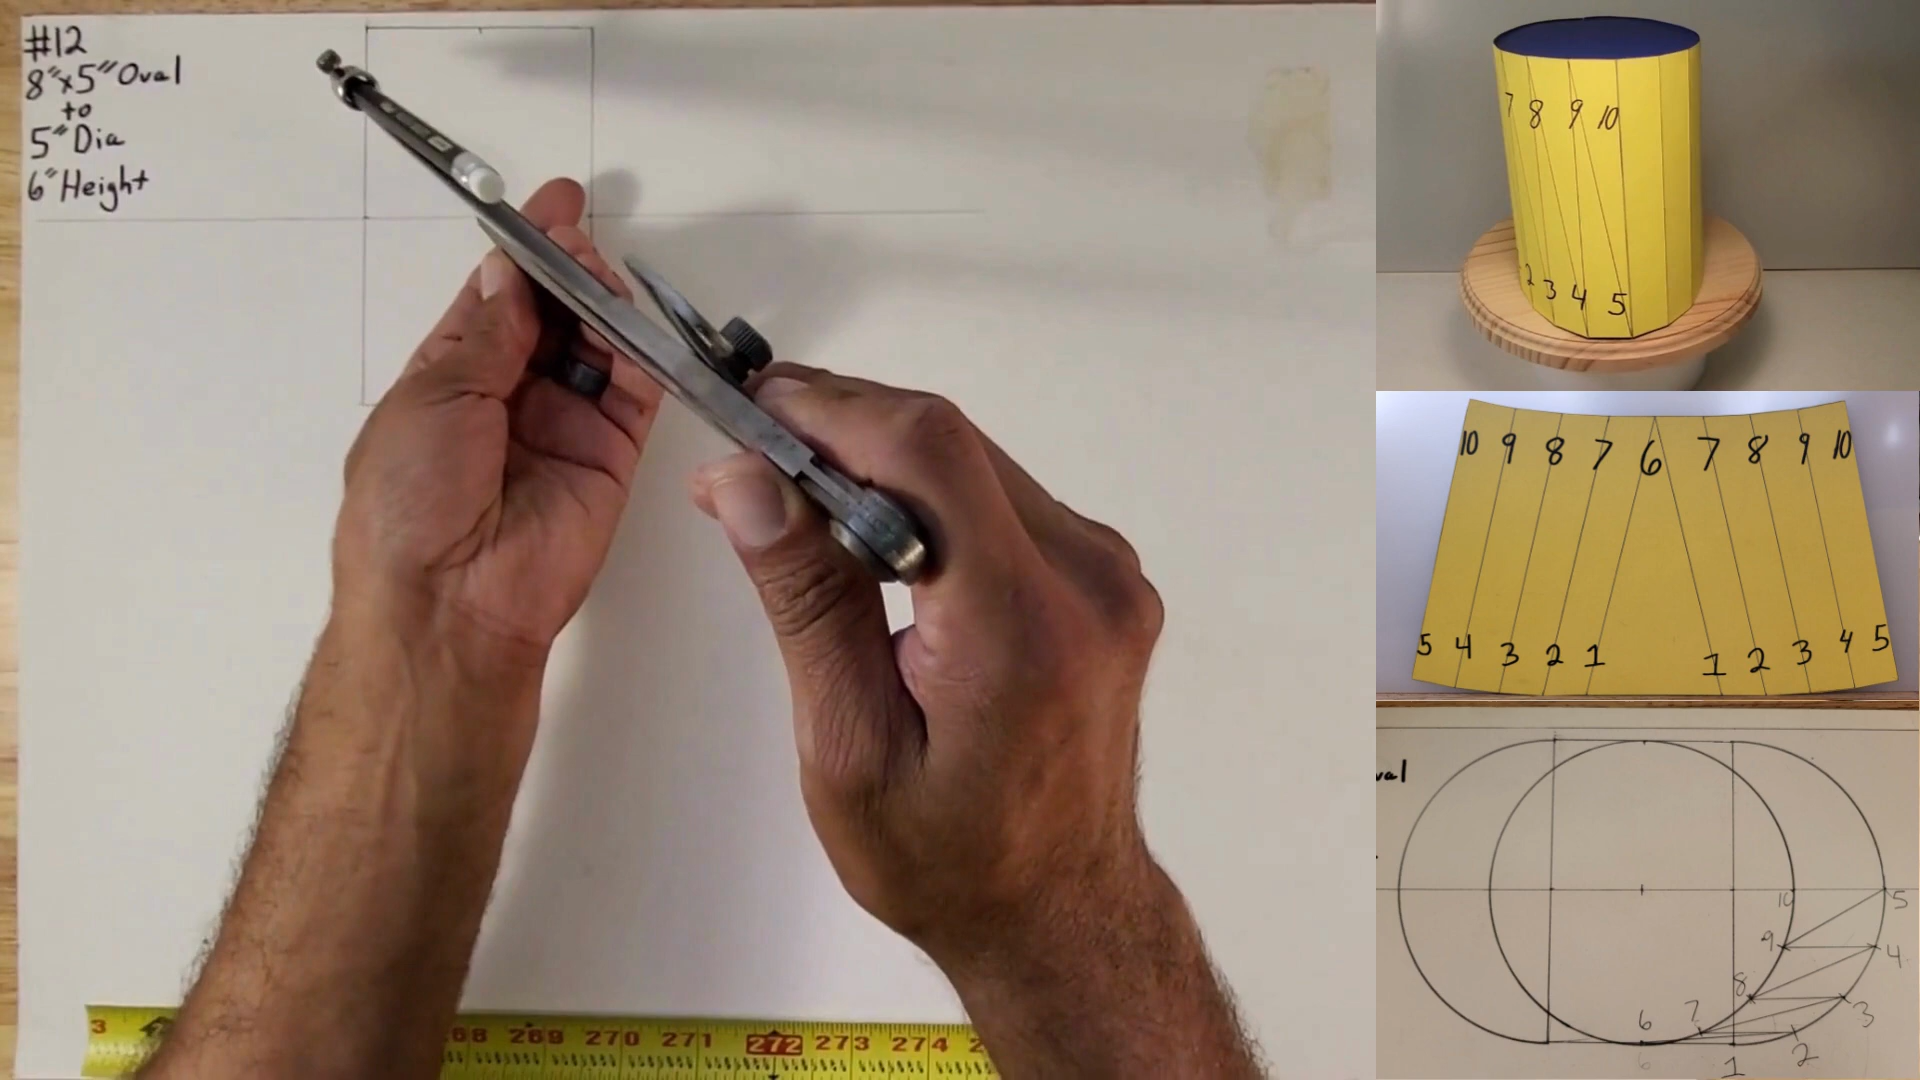 #12
8"x5" Oval
to
5" Dia
6" Height
3
268 269 270 271 272 273 274
7 8 9 10
2 3 4 5
10 9 8 7 6 7 8 9 10
5 4 3 2 1 1 2 3 4 5
val
10 5
9 4
8 3
7
6
6 1 2